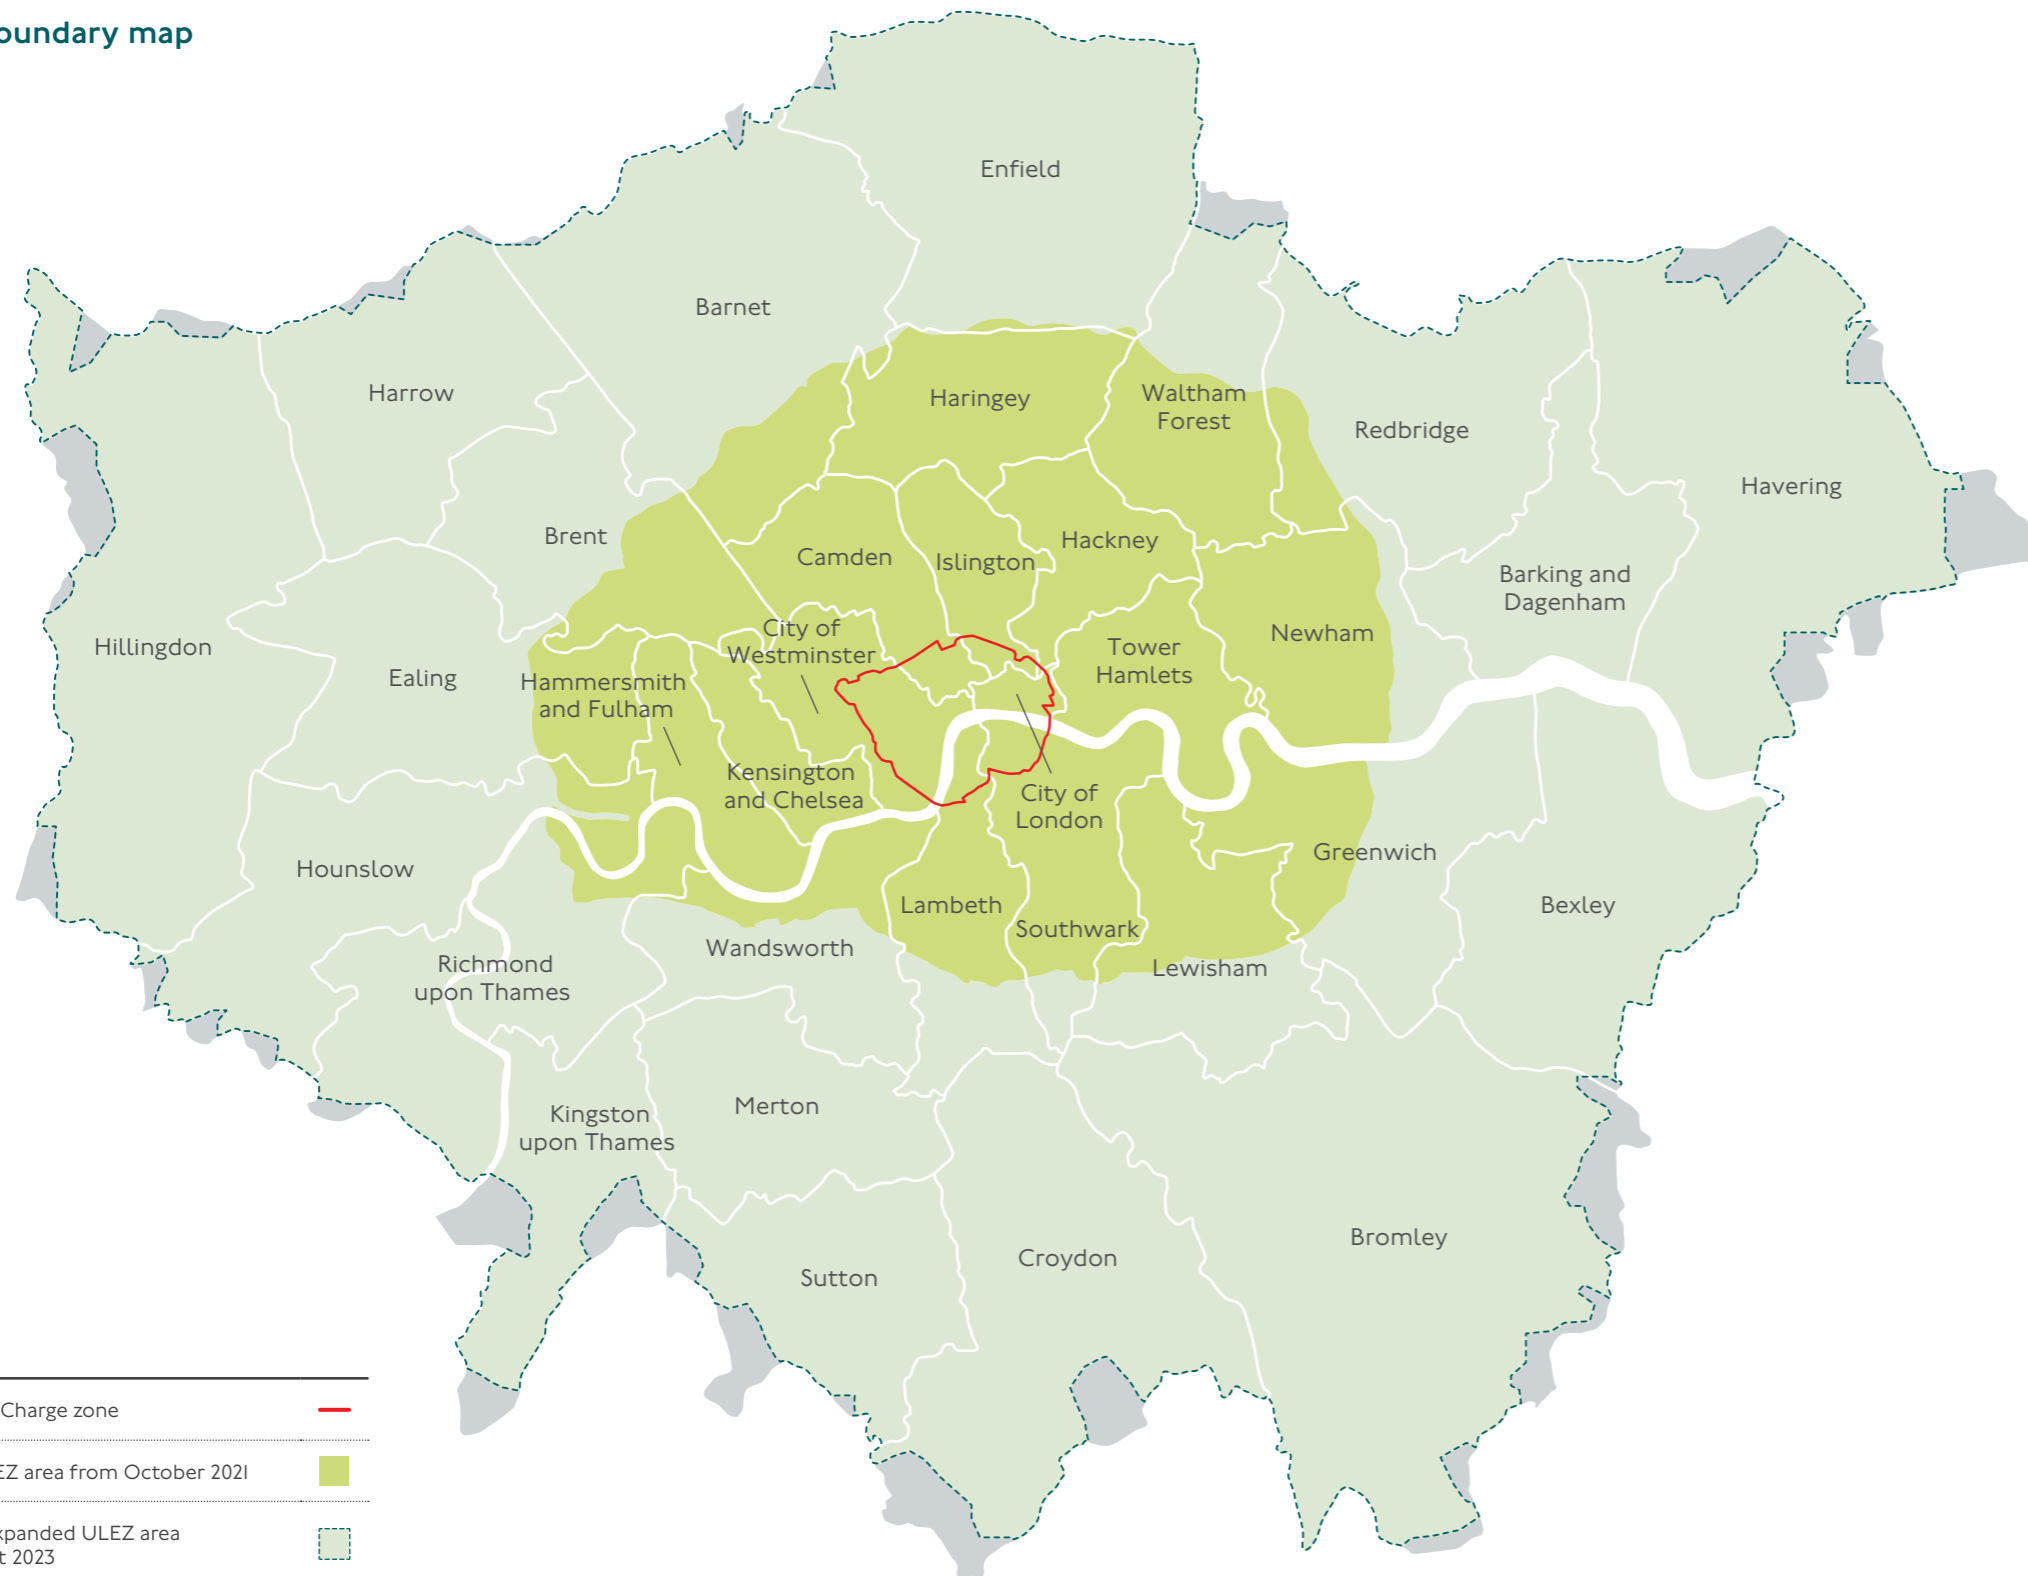 oundary map
Enfield
Barnet
Harrow
Haringey
Waltham
Forest
Redbridge
Havering
Brent
Camden
Islington
Hackney
Barking and
Dagenham
Hillingdon
Ealing
City of
Westminster
Tower
Hamlets
Newham
Hammersmith
and Fulham
Kensington
and Chelsea
City of
London
Hounslow
Greenwich
Lambeth
Southwark
Bexley
Wandsworth
Richmond
upon Thames
Lewisham
Kingston
upon Thames
Merton
Bromley
Croydon
Sutton
Charge zone
EZ area from October 2021
xpanded ULEZ area
t 2023